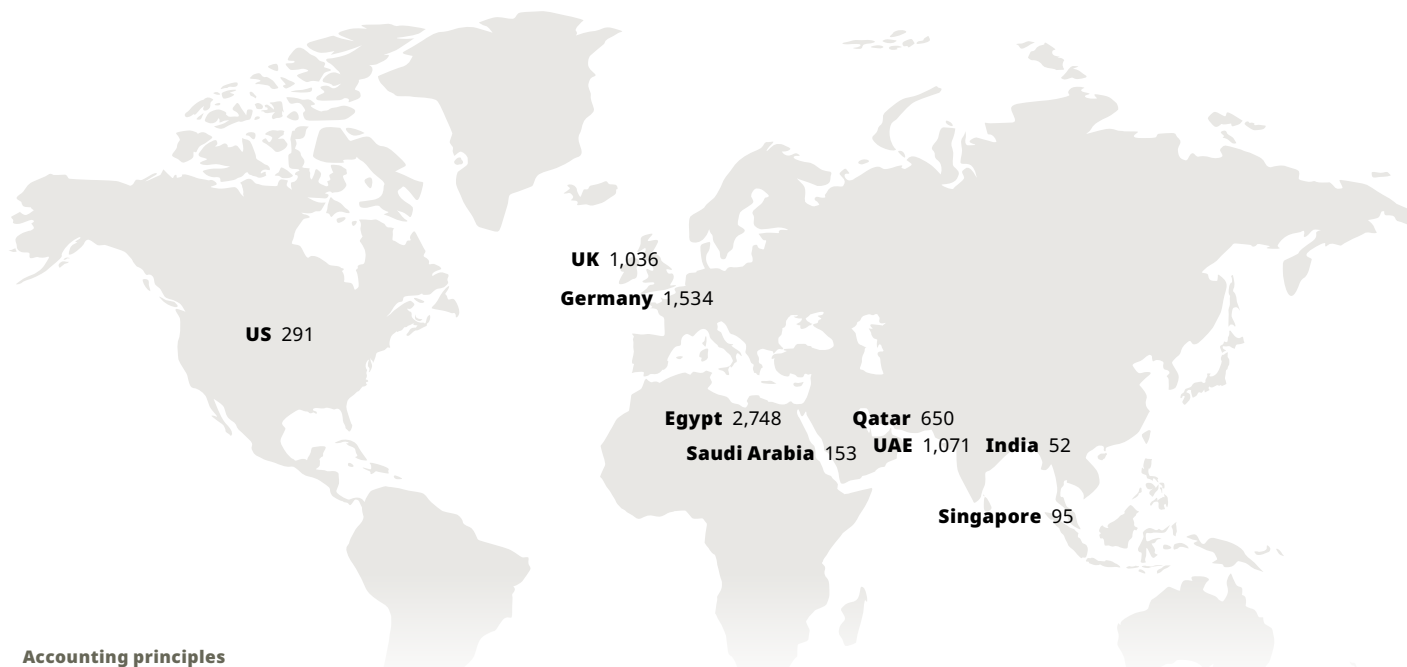 UK 1,036
Germany 1,534
US 291
Egypt 2,748
Qatar 650
UAE 1,071
India 52
Saudi Arabia 153
Singapore 95
Accounting principles